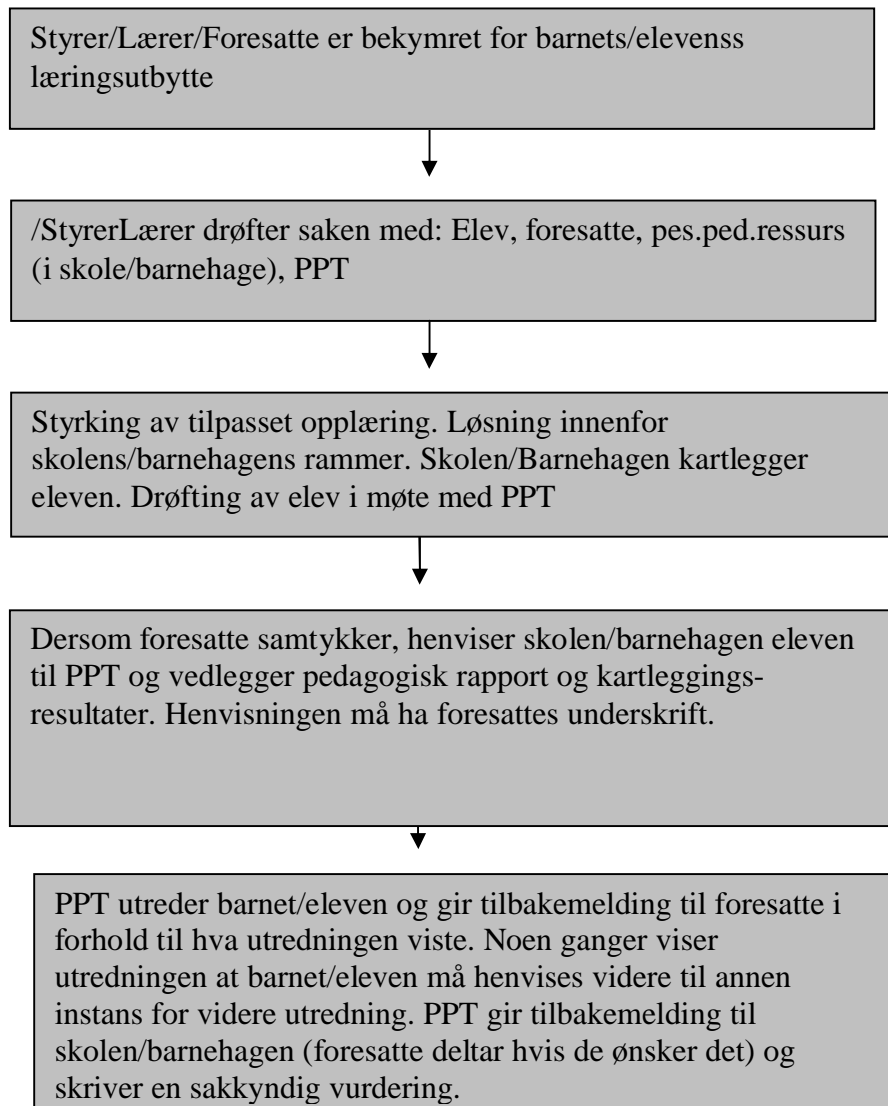 Styrer/Lærer/Foresatte er bekymret for barnets/elevenss
læringsutbytte
/StyrerLærer drøfter saken med: Elev, foresatte, pes.ped.ressurs
(i skole/barnehage), PPT
Styrking av tilpasset opplæring. Løsning innenfor
skolens/barnehagens rammer. Skolen/Barnehagen kartlegger
eleven. Drøfting av elev i møte med PPT
Dersom foresatte samtykker, henviser skolen/barnehagen eleven
til PPT og vedlegger pedagogisk rapport og kartleggings-
resultater. Henvisningen må ha foresattes underskrift.
PPT utreder barnet/eleven og gir tilbakemelding til foresatte i
forhold til hva utredningen viste. Noen ganger viser
utredningen at barnet/eleven må henvises videre til annen
instans for videre utredning. PPT gir tilbakemelding til
skolen/barnehagen (foresatte deltar hvis de ønsker det) og
skriver en sakkyndig vurdering.